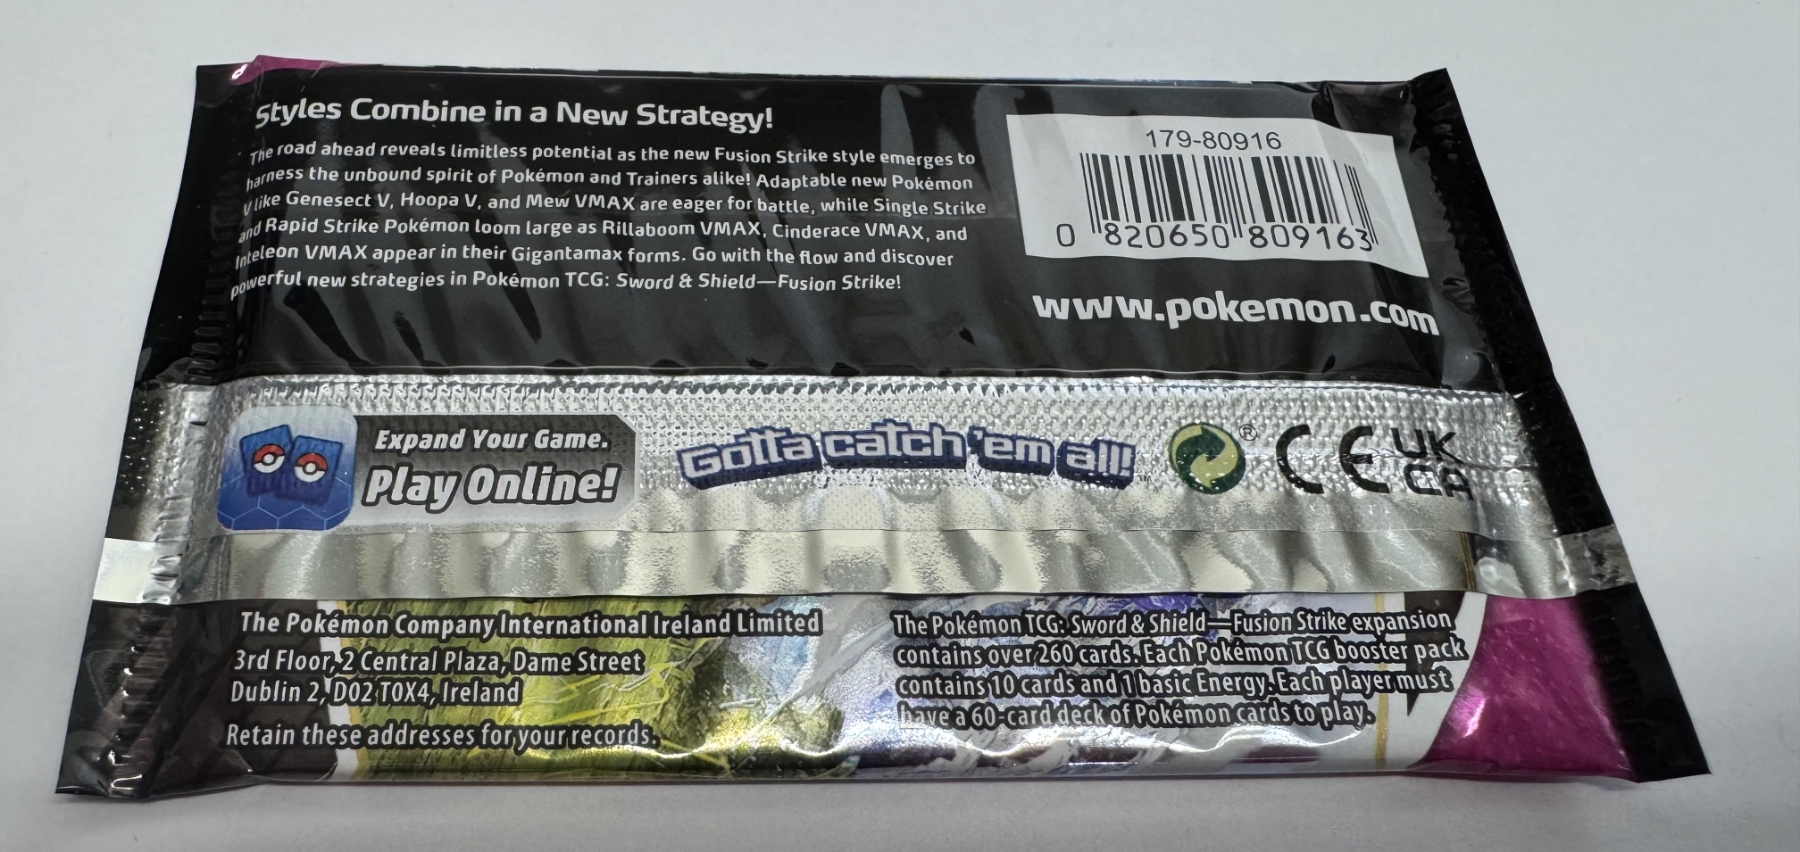 Styles Combine in a New Strategy!
The road ahead reveals limitless potential as the new Fusion Strike style emerges to
harness the unbound spirit of Pokémon and Trainers alike! Adaptable new Pokémon
V like Genesect V, Hoopa V, and Mew VMAX are eager for battle, while Single Strike
and Rapid Strike Pokémon loom large as Rillaboom VMAX, Cinderace VMAX, and
Inteleon VMAX appear in their Gigantamax forms. Go with the flow and discover
powerful new strategies in Pokémon TCG: Sword & Shield—Fusion Strike!
179-80916
0 820650 809163
www.pokemon.com
Expand Your Game.
Play Online!
Gotta catch 'em all!™
® CE UK
CA
The Pokémon Company International Ireland Limited
3rd Floor, 2 Central Plaza, Dame Street
Dublin 2, D02 T0X4, Ireland
Retain these addresses for your records.
The Pokémon TCG: Sword & Shield—Fusion Strike expansion
contains over 260 cards. Each Pokémon TCG booster pack
contains 10 cards and 1 basic Energy. Each player must
have a 60-card deck of Pokémon cards to play.